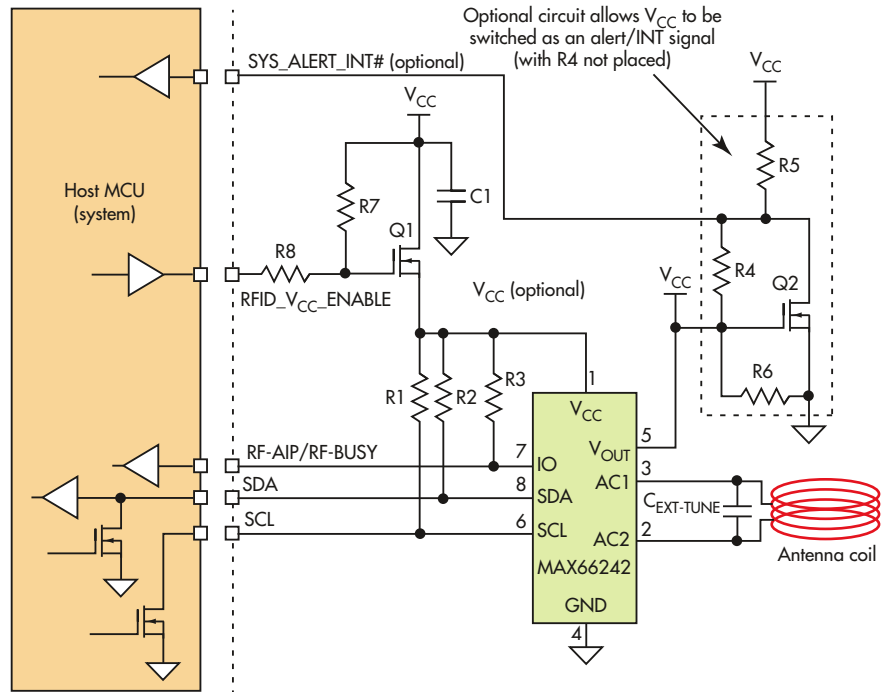 Optional circuit allows VCC to be
switched as an alert/INT signal
(with R4 not placed)
SYS_ALERT_INT# (optional)
VCC
VCC
Host MCU
(system)
R7
C1
R5
Q1
R8
RFID_VCC_ENABLE
VCC (optional)
VCC
R4
Q2
R6
R1
R2
R3
1
VCC
VOUT
5
RF-AIP/RF-BUSY
7
IO
3
AC1
SDA
8
SDA
CEXT-TUNE
SCL
6
SCL
AC2
2
Antenna coil
MAX66242
GND
4